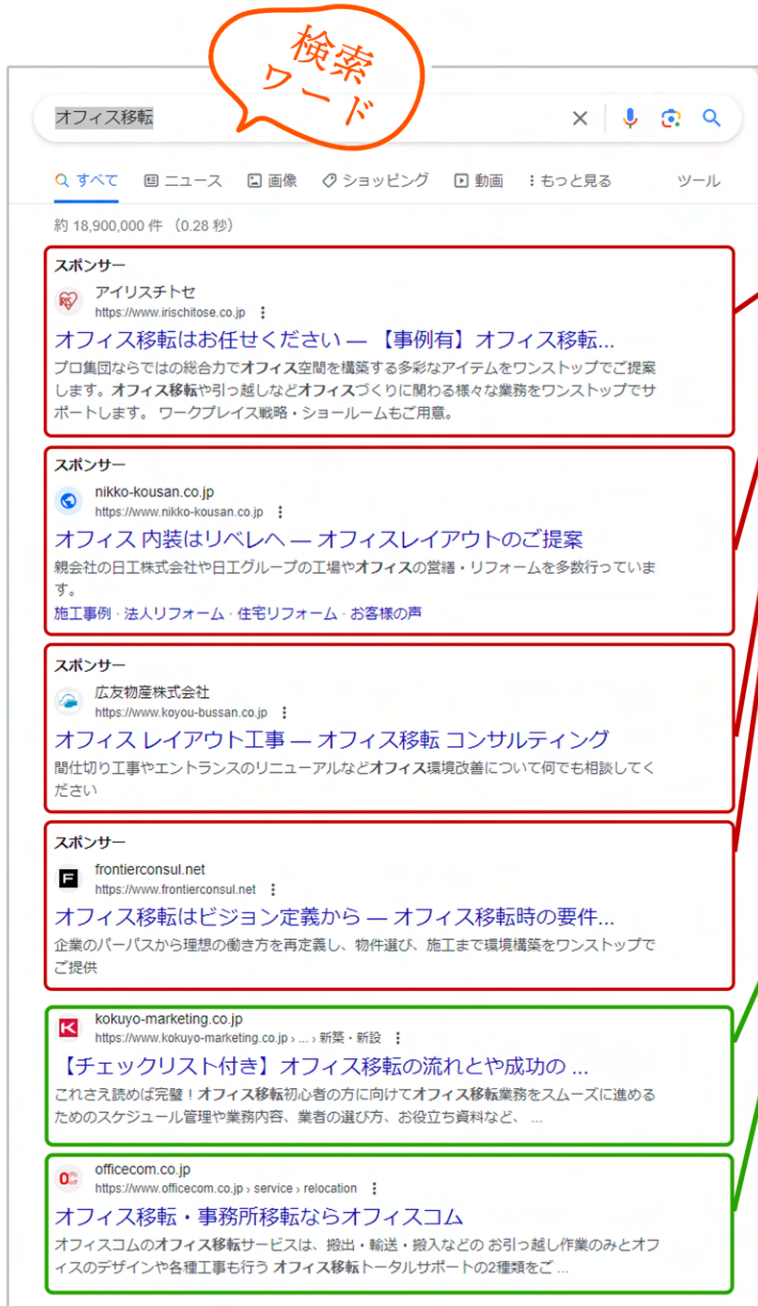 検索
ワード
オフィス移転
すべて ニュース 画像 ショッピング 動画 もっと見る ツール
約 18,900,000 件 （0.28 秒）
スポンサー
アイリスチトセ
https://www.irischitose.co.jp
オフィス移転はお任せください — 【事例有】オフィス移転...
プロ集団ならではの総合力でオフィス空間を構築する多彩なアイテムをワンストップでご提案
します。オフィス移転や引っ越しなどオフィスづくりに関わる様々な業務をワンストップでサ
ポートします。 ワークプレイス戦略・ショールームもご用意。
スポンサー
nikko-kousan.co.jp
https://www.nikko-kousan.co.jp
オフィス 内装はリベレへ — オフィスレイアウトのご提案
親会社の日工株式会社や日工グループの工場やオフィスの営繕・リフォームを多数行っていま
す。
施工事例 · 法人リフォーム · 住宅リフォーム · お客様の声
スポンサー
広友物産株式会社
https://www.koyou-bussan.co.jp
オフィス レイアウト工事 — オフィス移転 コンサルティング
間仕切り工事やエントランスのリニューアルなどオフィス環境改善について何でも相談してく
ださい
スポンサー
frontierconsul.net
https://www.frontierconsul.net
オフィス移転はビジョン定義から — オフィス移転時の要件...
企業のパーパスから理想の働き方を再定義し、物件選び、施工まで環境構築をワンストップで
ご提供
kokuyo-marketing.co.jp
https://www.kokuyo-marketing.co.jp › ... › 新築・新設
【チェックリスト付き】オフィス移転の流れとや成功の ...
これさえ読めば完璧！オフィス移転初心者の方に向けてオフィス移転業務をスムーズに進める
ためのスケジュール管理や業務内容、業者の選び方、お役立ち資料など、 ...
officecom.co.jp
https://www.officecom.co.jp › service › relocation
オフィス移転・事務所移転ならオフィスコム
オフィスコムのオフィス移転サービスは、搬出・輸送・搬入などの お引っ越し作業のみとオフ
ィスのデザインや各種工事も行う オフィス移転トータルサポートの2種類をご ...